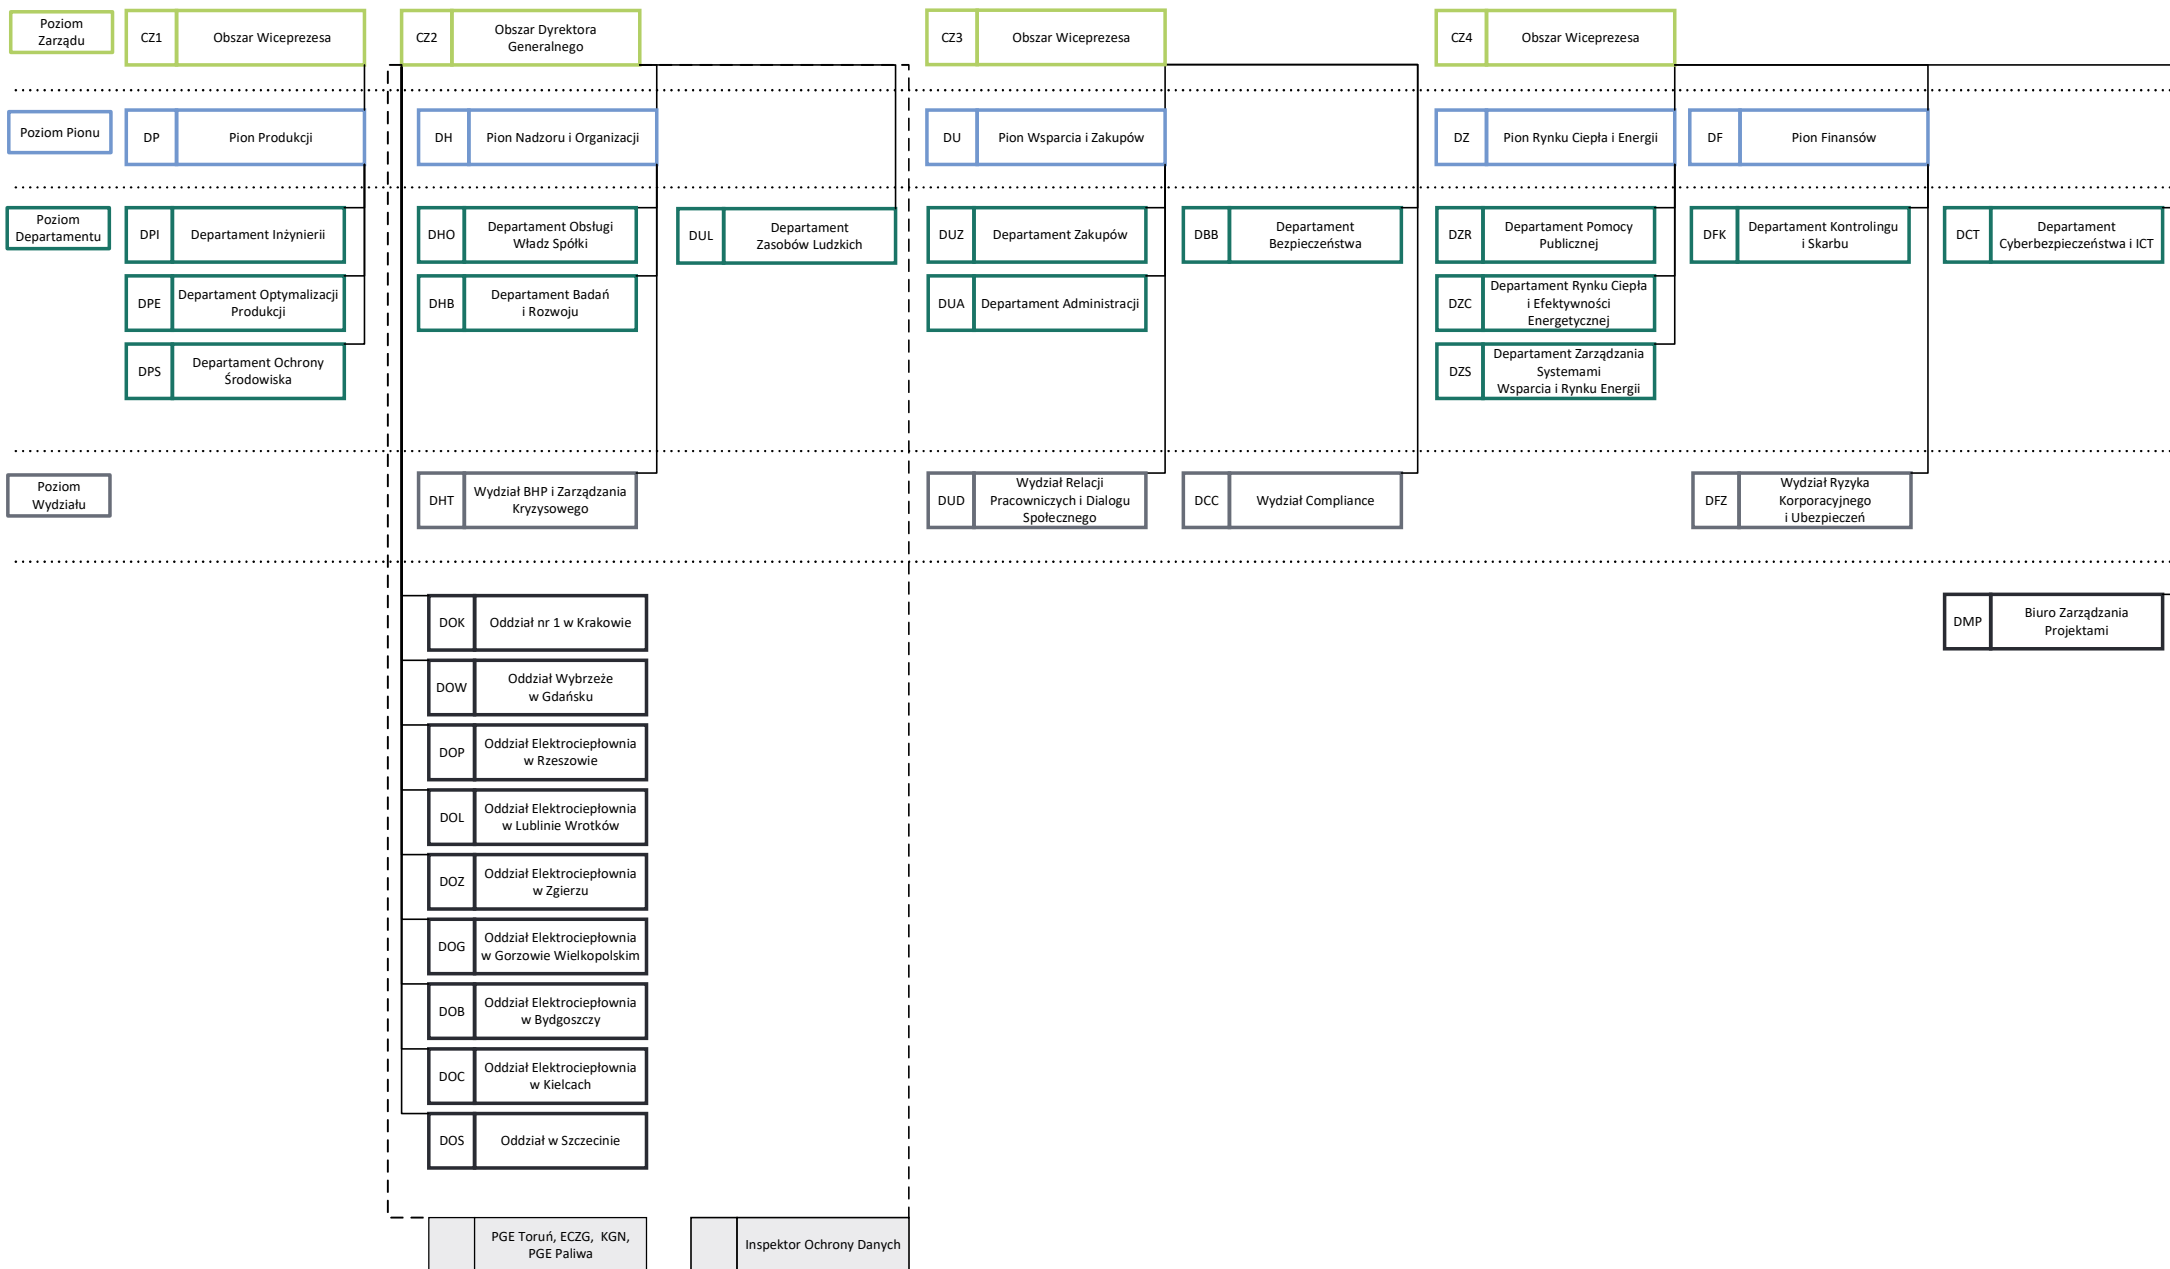 Poziom
Zarządu
CZ1
Obszar Wiceprezesa
CZ2
Obszar Dyrektora
Generalnego
CZ3
Obszar Wiceprezesa
CZ4
Obszar Wiceprezesa
Poziom Pionu
DP
Pion Produkcji
DH
Pion Nadzoru i Organizacji
DU
Pion Wsparcia i Zakupów
DZ
Pion Rynku Ciepła i Energii
DF
Pion Finansów
Poziom
Departamentu
DPI
Departament Inżynierii
DHO
Departament Obsługi
Władz Spółki
DUL
Departament
Zasobów Ludzkich
DUZ
Departament Zakupów
DBB
Departament
Bezpieczeństwa
DZR
Departament Pomocy
Publicznej
DFK
Departament Kontrolingu
i Skarbu
DCT
Departament
Cyberbezpieczeństwa i ICT
DPE
Departament Optymalizacji
Produkcji
DHB
Departament Badań
i Rozwoju
DUA
Departament Administracji
DZC
Departament Rynku Ciepła
i Efektywności
Energetycznej
DPS
Departament Ochrony
Środowiska
DZS
Departament Zarządzania
Systemami
Wsparcia i Rynku Energii
Poziom
Wydziału
DHT
Wydział BHP i Zarządzania
Kryzysowego
DUD
Wydział Relacji
Pracowniczych i Dialogu
Społecznego
DCC
Wydział Compliance
DFZ
Wydział Ryzyka
Korporacyjnego
i Ubezpieczeń
DOK
Oddział nr 1 w Krakowie
DMP
Biuro Zarządzania
Projektami
DOW
Oddział Wybrzeże
w Gdańsku
DOP
Oddział Elektrociepłownia
w Rzeszowie
DOL
Oddział Elektrociepłownia
w Lublinie Wrotków
DOZ
Oddział Elektrociepłownia
w Zgierzu
DOG
Oddział Elektrociepłownia
w Gorzowie Wielkopolskim
DOB
Oddział Elektrociepłownia
w Bydgoszczy
DOC
Oddział Elektrociepłownia
w Kielcach
DOS
Oddział w Szczecinie
PGE Toruń, ECZG, KGN,
PGE Paliwa
Inspektor Ochrony Danych